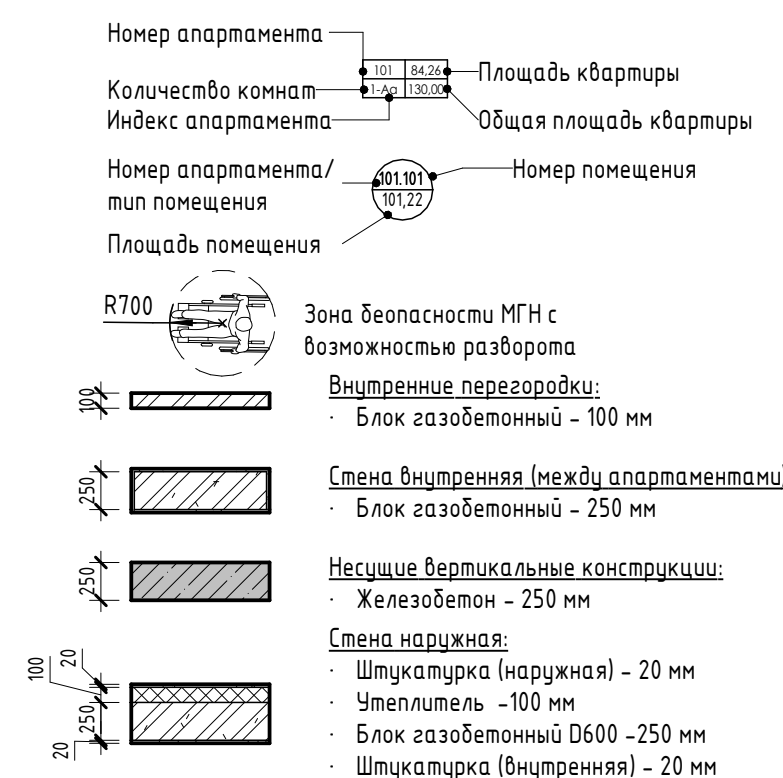 Номер апартамента
101 84,26
Площадь квартиры
Количество комнат
1-Аа 130,00
Индекс апартамента
Общая площадь квартиры
Номер апартамента/
тип помещения
101.101
101,22
Номер помещения
Площадь помещения
R700
Зона беопасности МГН с
возможностью разворота
100
Внутренние перегородки:
· Блок газобетонный – 100 мм
250
Стена внутренняя (между апартаментами)
· Блок газобетонный – 250 мм
250
Несущие вертикальные конструкции:
· Железобетон – 250 мм
Стена наружная:
20
100
250
20
· Штукатурка (наружная) – 20 мм
· Утеплитель –100 мм
· Блок газобетонный D600 –250 мм
· Штукатурка (внутренняя) – 20 мм